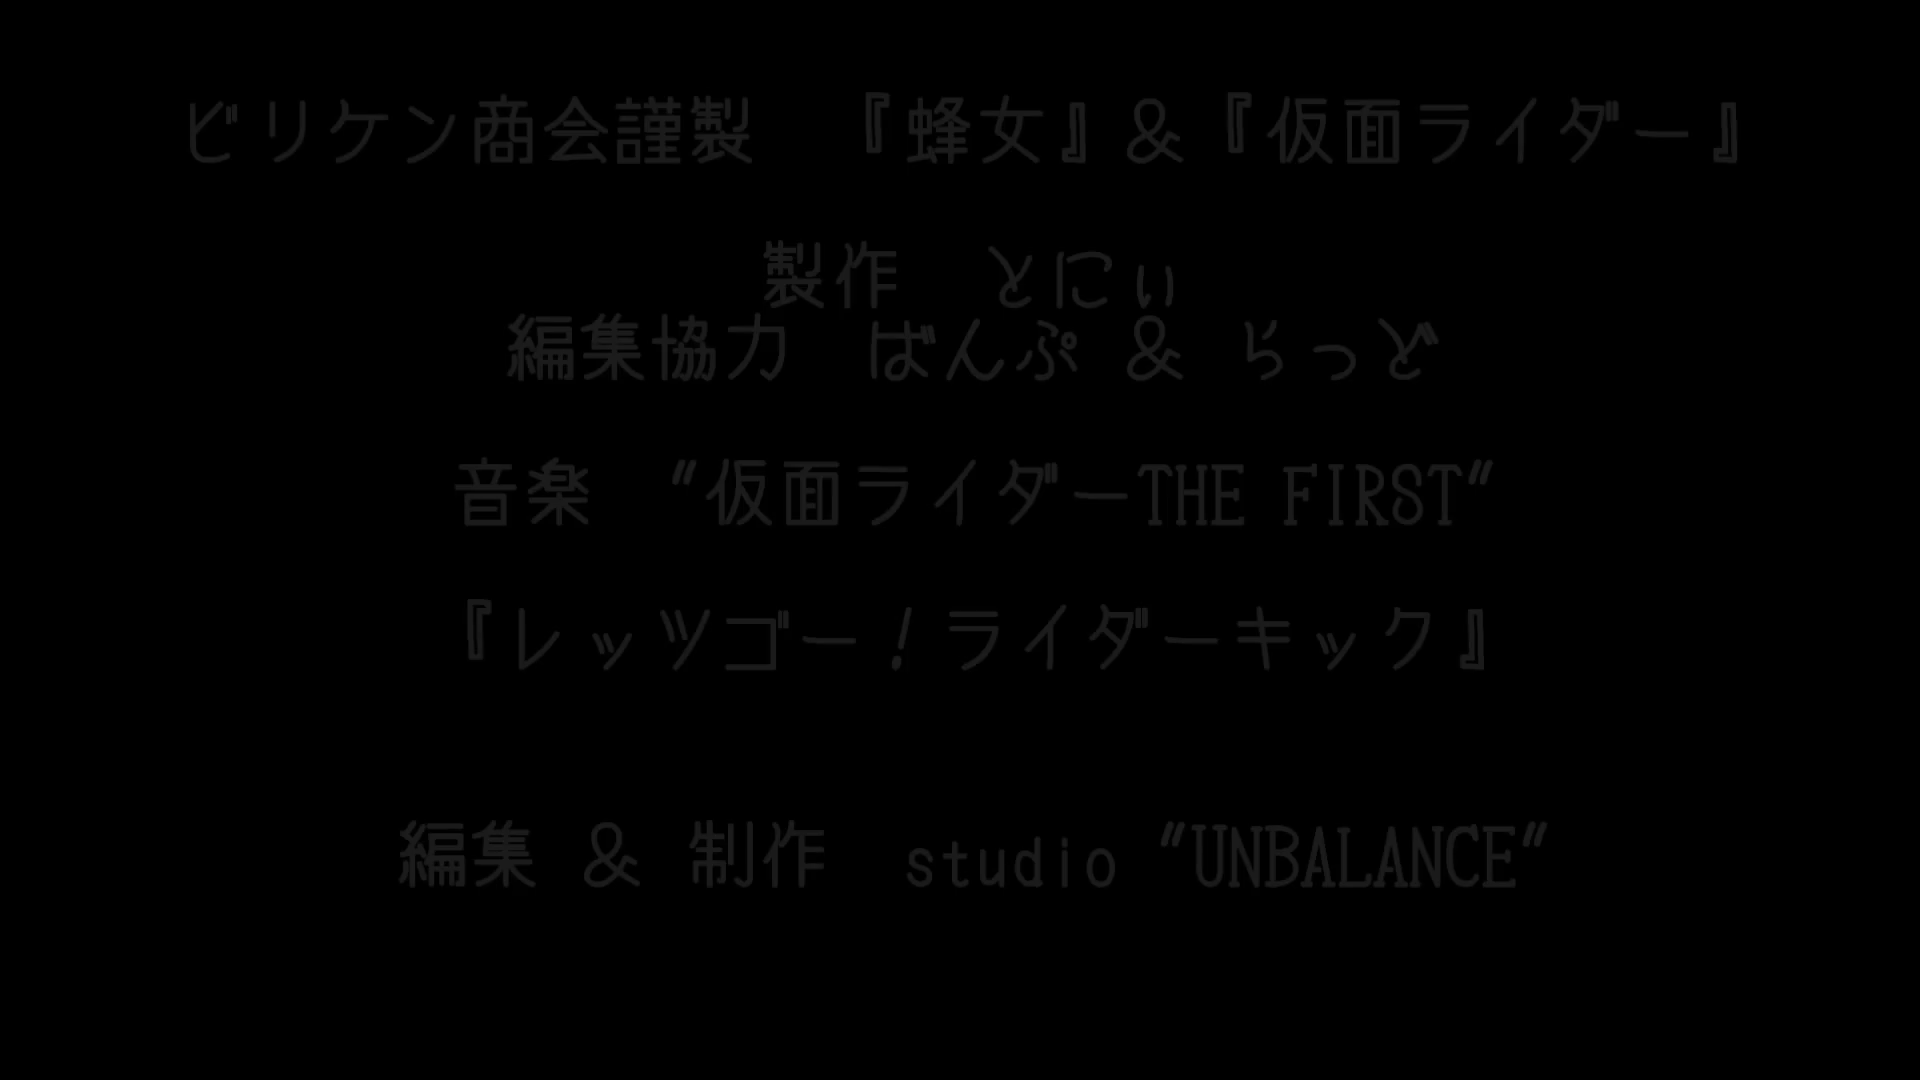 ビリケン商会謹製　『蜂女』＆『仮面ライダー』
製作　とにぃ
編集協力　ばんぷ ＆ らっど
音楽　"仮面ライダーTHE FIRST"
『レッツゴー！ライダーキック』
編集 ＆ 制作　studio "UNBALANCE"